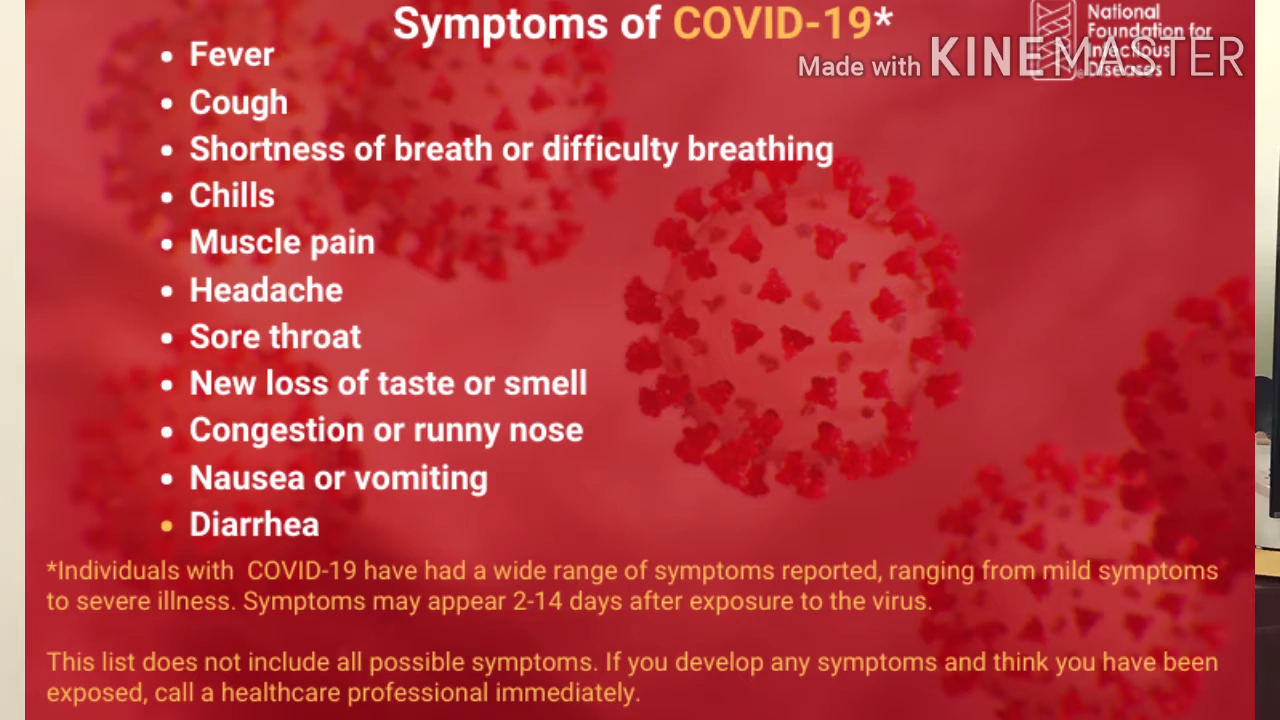 Symptoms of COVID-19*
National
Foundation for
Infectious
Diseases
Made with KINEMASTER
• Fever
• Cough
• Shortness of breath or difficulty breathing
• Chills
• Muscle pain
• Headache
• Sore throat
• New loss of taste or smell
• Congestion or runny nose
• Nausea or vomiting
• Diarrhea
*Individuals with COVID-19 have had a wide range of symptoms reported, ranging from mild symptoms
to severe illness. Symptoms may appear 2-14 days after exposure to the virus.
This list does not include all possible symptoms. If you develop any symptoms and think you have been
exposed, call a healthcare professional immediately.